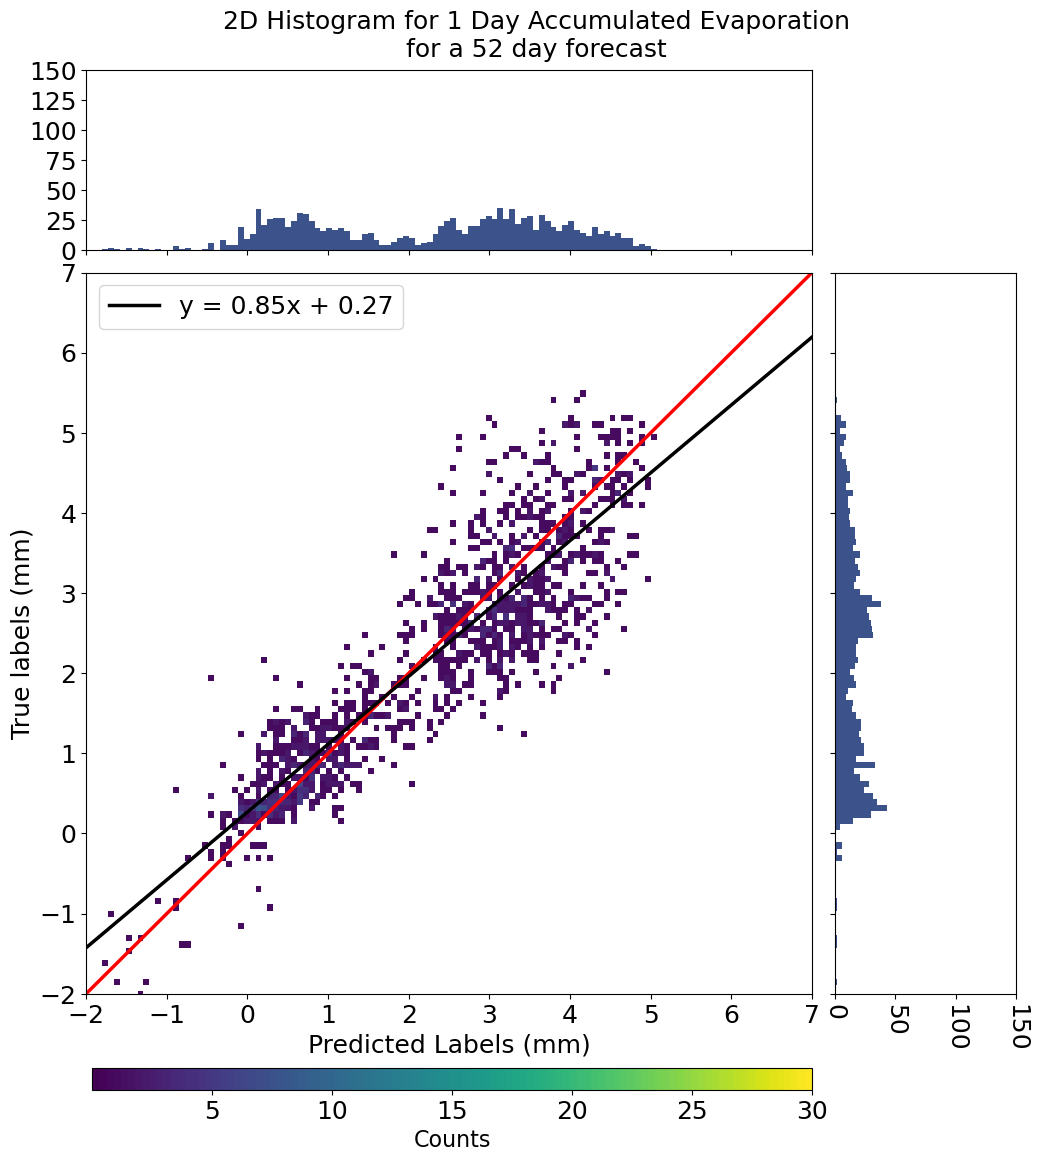 2D Histogram for 1 Day Accumulated Evaporation
for a 52 day forecast
150
125
100
75
50
25
0
7
6
5
4
3
2
1
0
−1
−2
True labels (mm)
y = 0.85x + 0.27
−2 −1 0 1 2 3 4 5 6 7
Predicted Labels (mm)
0 50 100 150
5 10 15 20 25 30
Counts